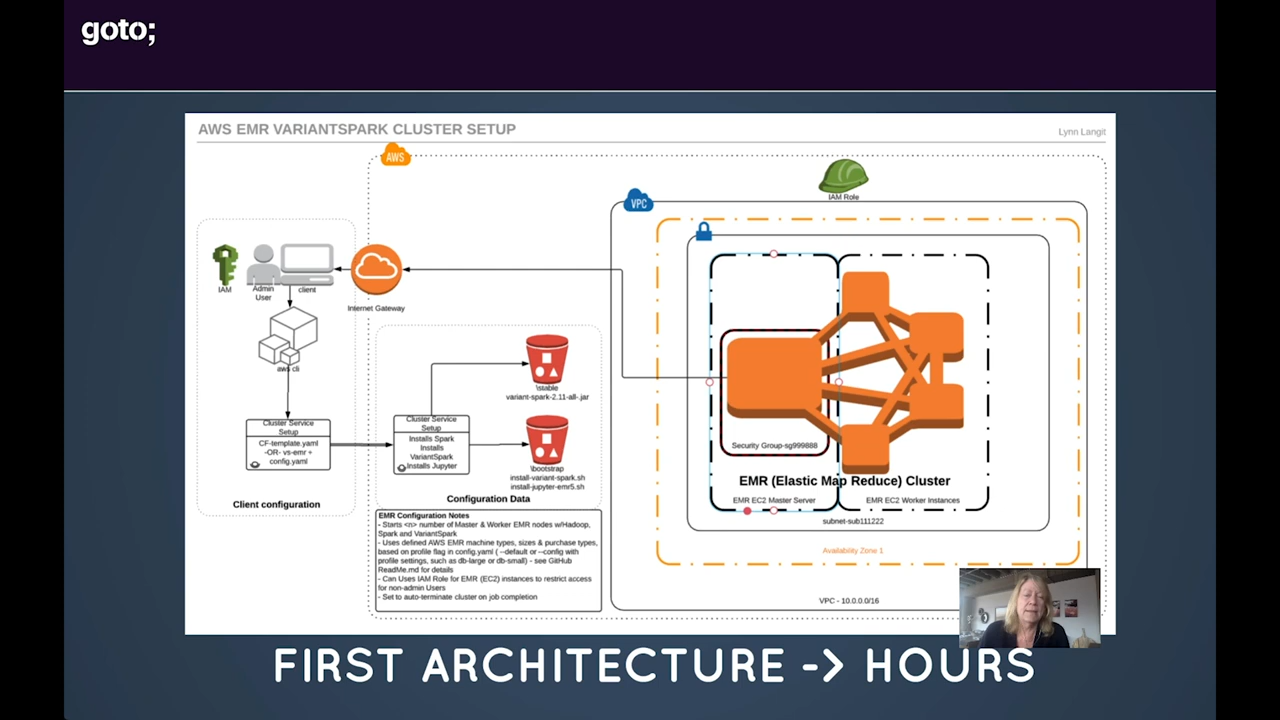 goto;
AWS EMR VARIANTSPARK CLUSTER SETUP
Lynn Langit
AWS
IAM Role
VPC
IAM
Admin
User
client
Internet Gateway
aws cli
Cluster Service
Setup
CF-template.yaml
-OR- vs-emr +
config.yaml
Client configuration
Cluster Service
Setup
Installs Spark
Installs
VariantSpark
Installs Jupyter
\stable
variant-spark-2.11-all-.jar
\bootstrap
install-variant-spark.sh
install-jupyter-emr5.sh
Configuration Data
EMR Configuration Notes
- Starts <n> number of Master & Worker EMR nodes w/Hadoop,
Spark and VariantSpark
- Uses defined AWS EMR machine types, sizes & purchase types,
based on profile flag in config.yaml ( --default or --config with
profile settings, such as db-large or db-small) - see GitHub
ReadMe.md for details
- Can Uses IAM Role for EMR (EC2) instances to restrict access
for non-admin Users
- Set to auto-terminate cluster on job completion
Security Group-sg999888
EMR (Elastic Map Reduce) Cluster
EMR EC2 Master Server
EMR EC2 Worker Instances
subnet-sub111222
Availability Zone 1
VPC - 10.0.0.0/16
FIRST ARCHITECTURE -> HOURS